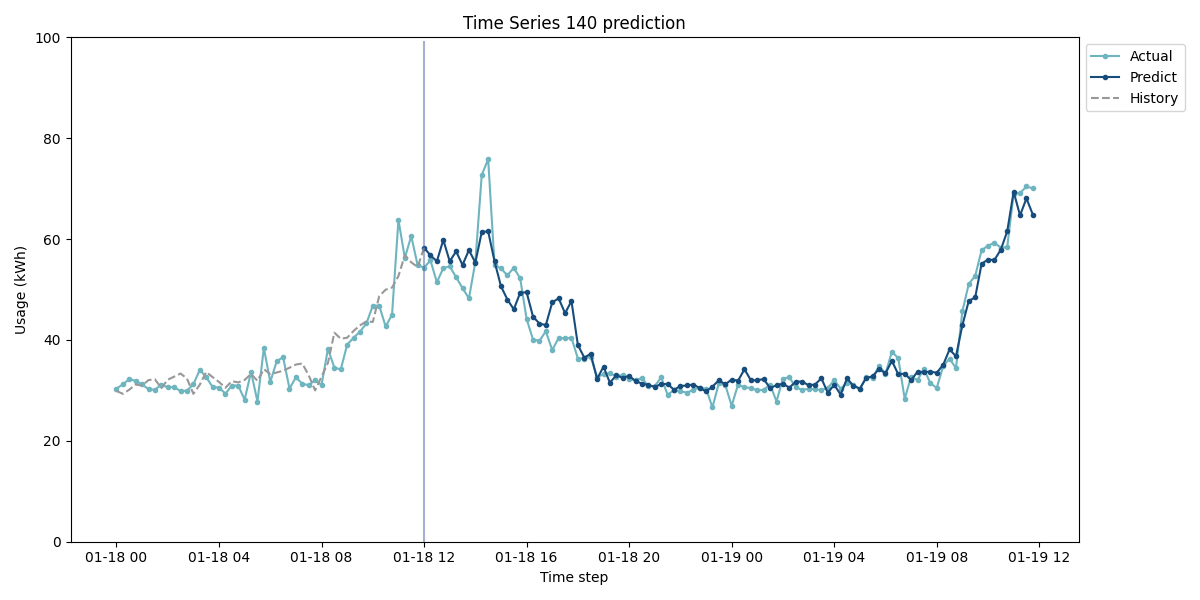 Time Series 140 prediction
100
80
60
40
20
0
Usage (kWh)
01-18 00
01-18 04
01-18 08
01-18 12
01-18 16
01-18 20
01-19 00
01-19 04
01-19 08
01-19 12
Time step
Actual
Predict
History